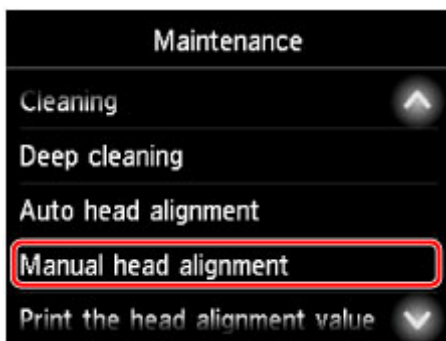 Maintenance
Cleaning
Deep cleaning
Auto head alignment
Manual head alignment
Print the head alignment value